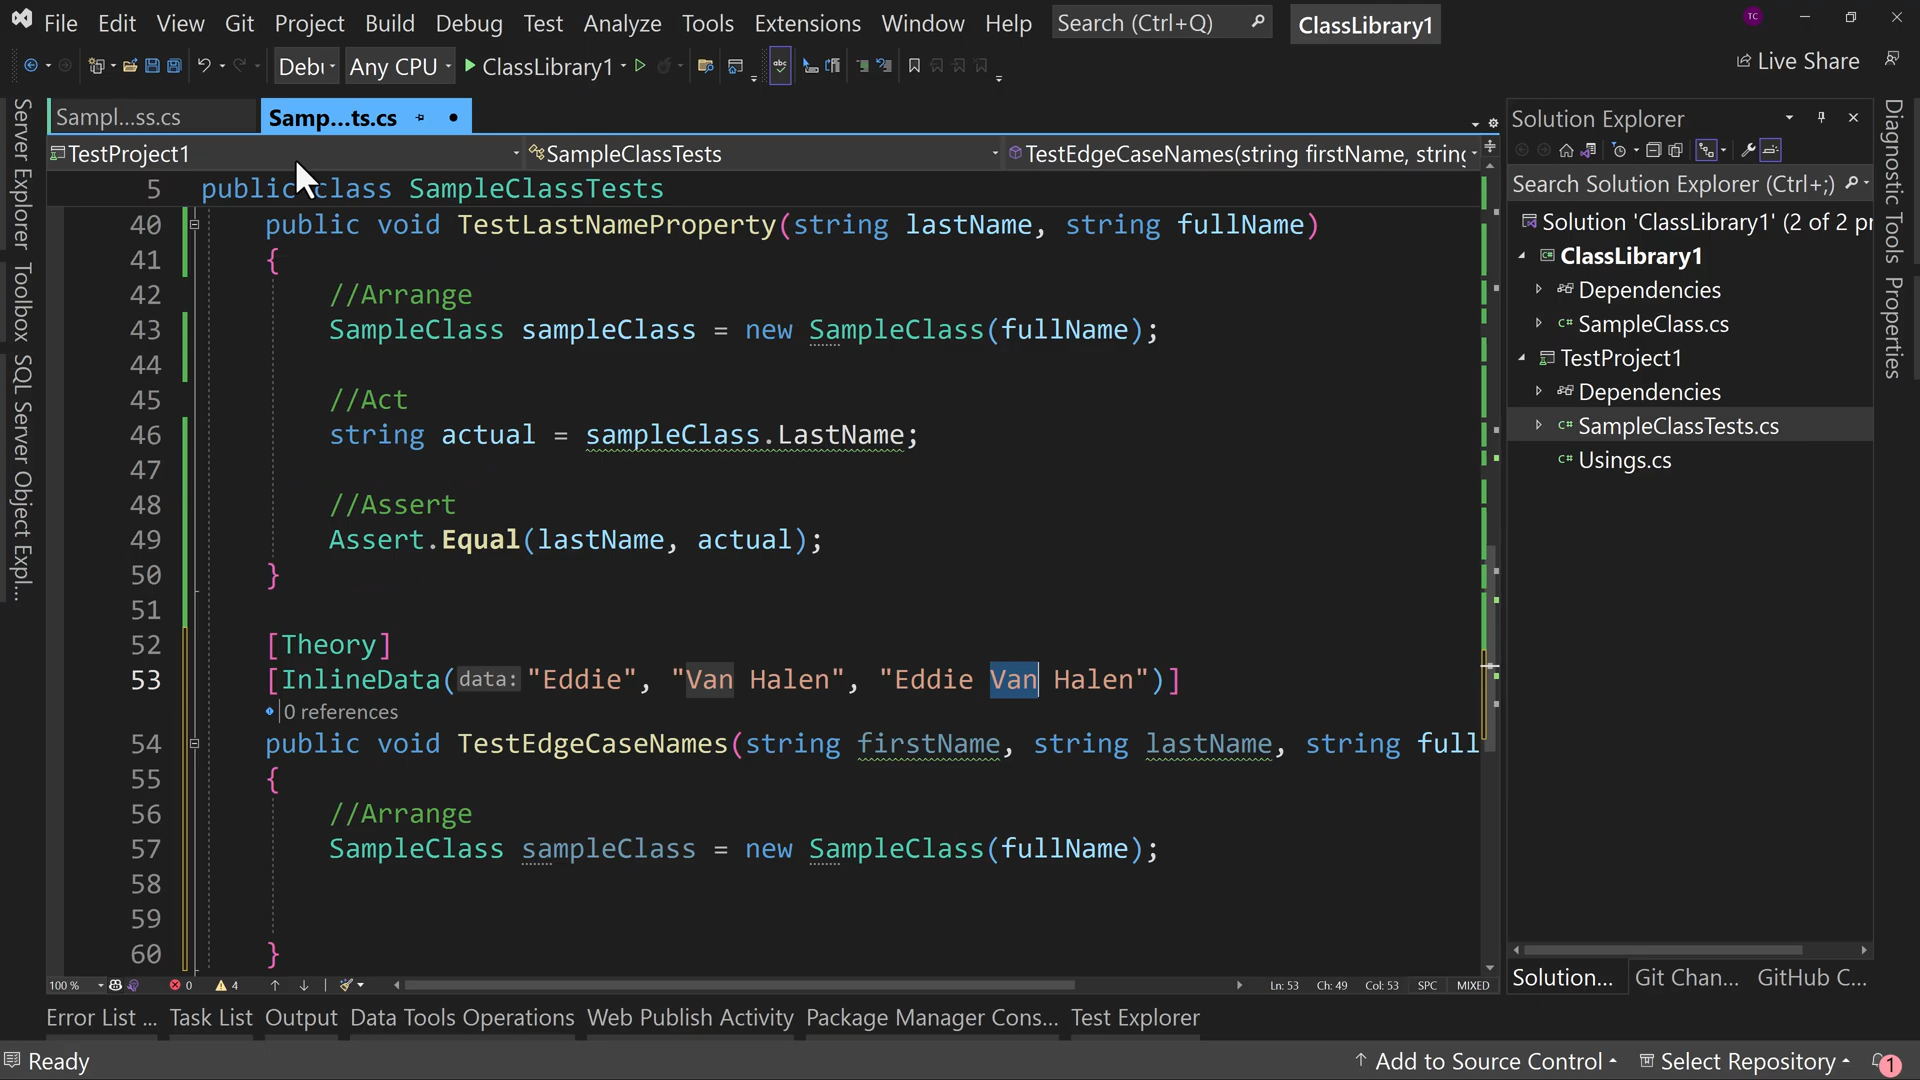 File Edit View Git Project Build Debug Test Analyze Tools Extensions Window Help Search (Ctrl+Q) ClassLibrary1 TC
Debu Any CPU ClassLibrary1 abc Live Share
Sampl...ss.cs Samp...ts.cs
TestProject1 SampleClassTests TestEdgeCaseNames(string firstName, string
5 public class SampleClassTests
40 public void TestLastNameProperty(string lastName, string fullName)
41 {
42 //Arrange
43 SampleClass sampleClass = new SampleClass(fullName);
44
45 //Act
46 string actual = sampleClass.LastName;
47
48 //Assert
49 Assert.Equal(lastName, actual);
50 }
51
52 [Theory]
53 [InlineData(data: "Eddie", "Van Halen", "Eddie Van Halen")]
0 references
54 public void TestEdgeCaseNames(string firstName, string lastName, string full
55 {
56 //Arrange
57 SampleClass sampleClass = new SampleClass(fullName);
58
59
60 }
100 % 0 4 Ln: 53 Ch: 49 Col: 53 SPC MIXED
Server Explorer
Toolbox
SQL Server Object Expl...
Solution Explorer
Search Solution Explorer (Ctrl+;)
Solution 'ClassLibrary1' (2 of 2 pr
ClassLibrary1
Dependencies
C# SampleClass.cs
TestProject1
Dependencies
C# SampleClassTests.cs
C# Usings.cs
Solution... Git Chan... GitHub C...
Diagnostic Tools
Properties
Error List ... Task List Output Data Tools Operations Web Publish Activity Package Manager Cons... Test Explorer
Ready Add to Source Control Select Repository 1